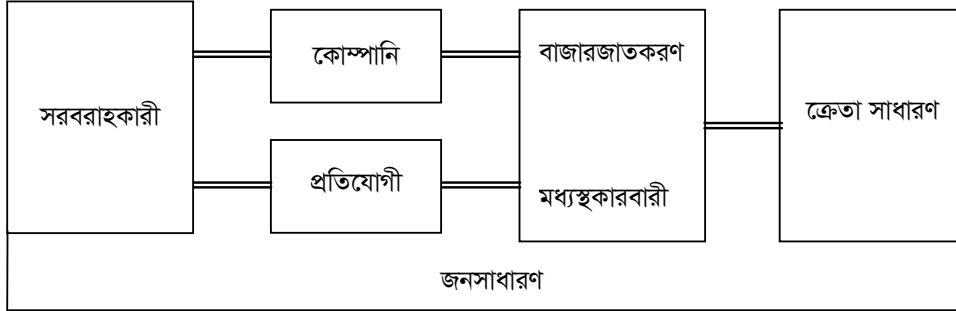 সরবরাহকারী
কোম্পানি
প্রতিযোগী
বাজারজাতকরণ
মধ্যস্থকারবারী
ক্রেতা সাধারণ
জনসাধারণ